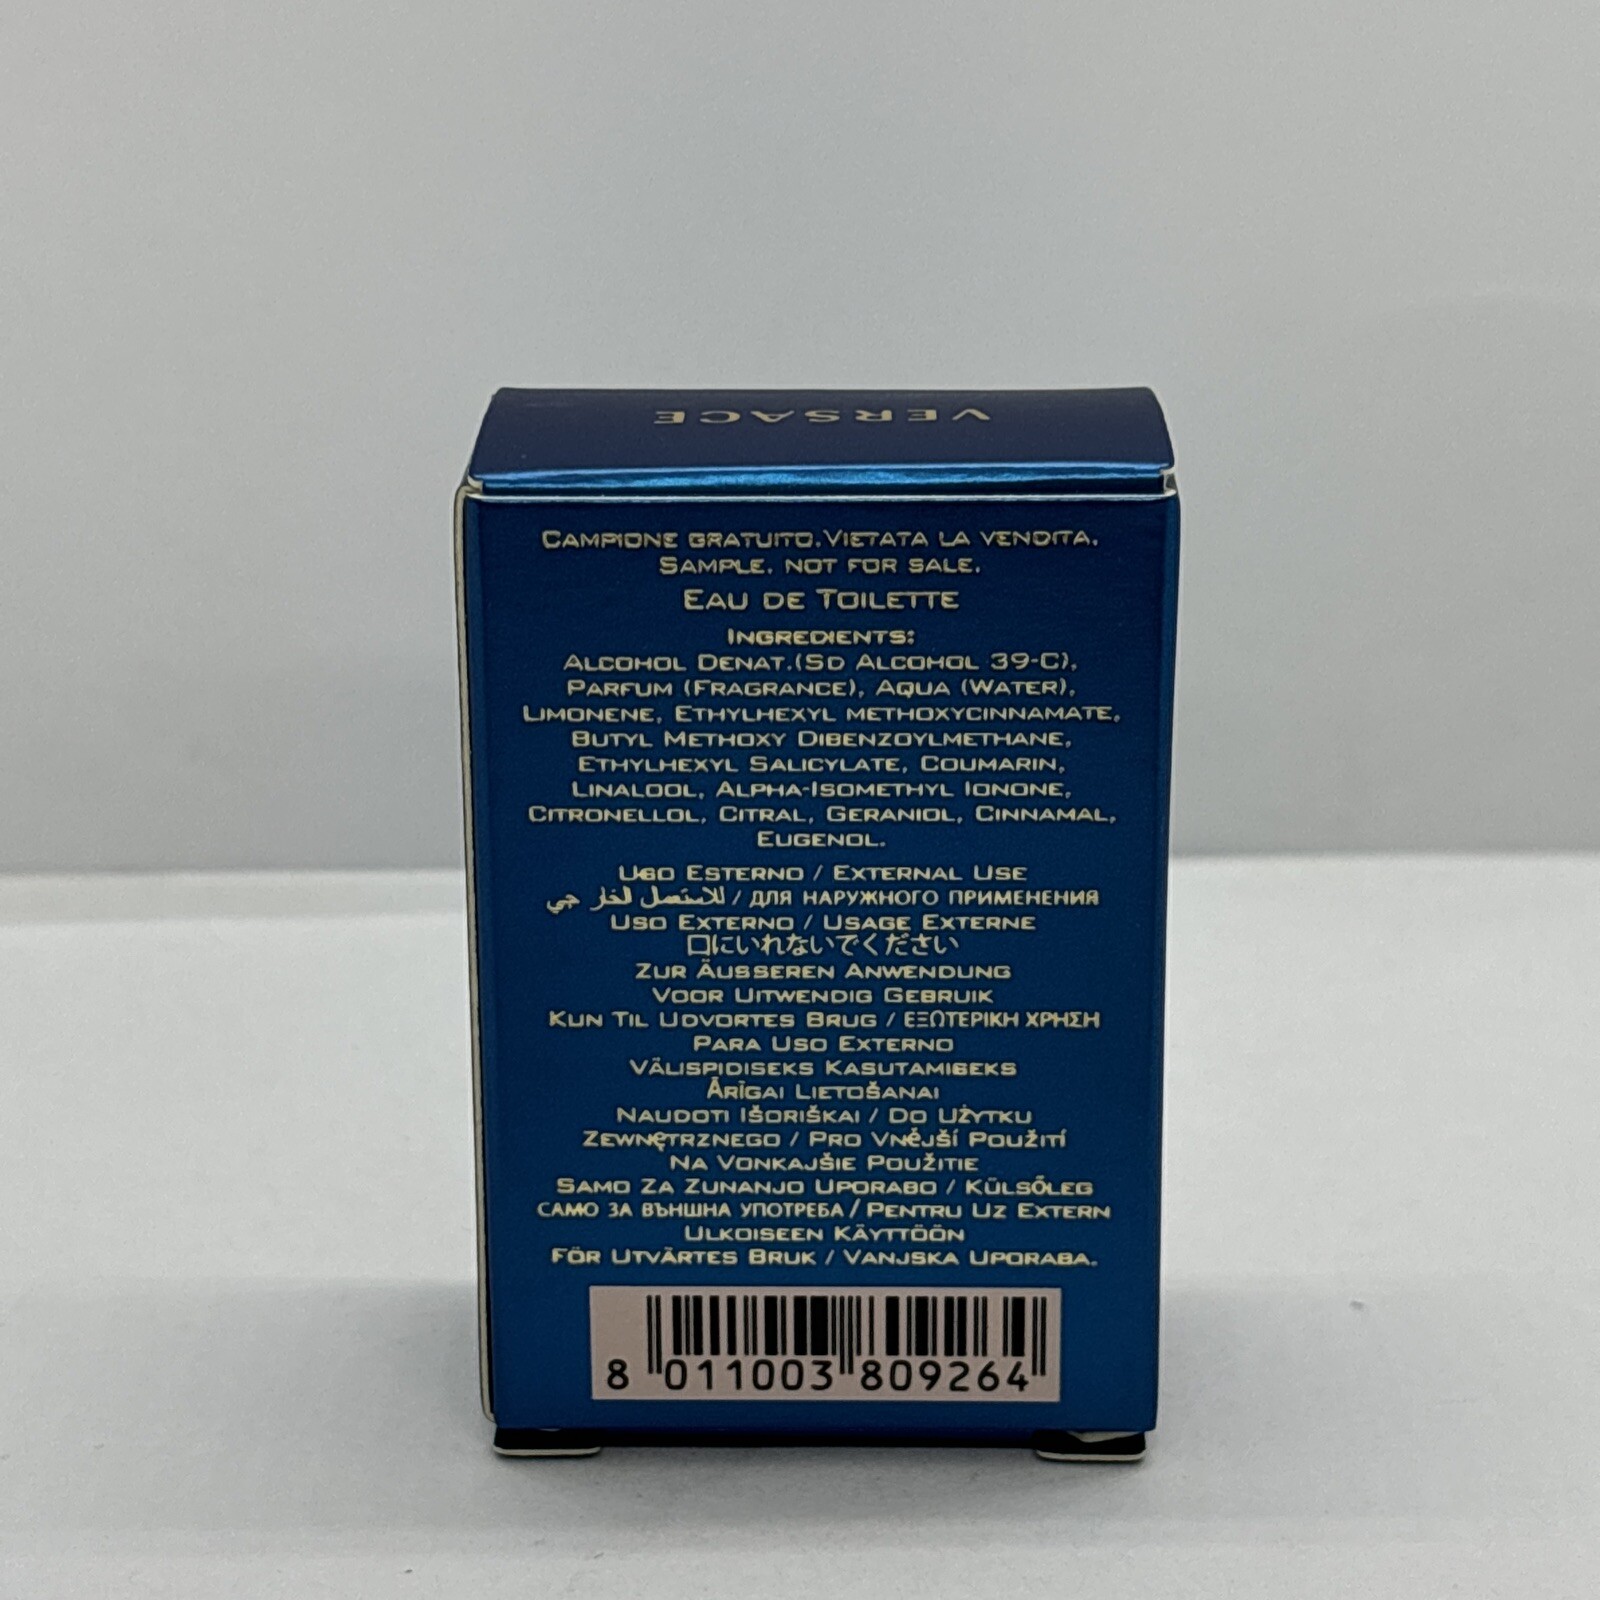 VERSACE
CAMPIONE GRATUITO.VIETATA LA VENDITA.
SAMPLE. NOT FOR SALE.
EAU DE TOILETTE
INGREDIENTS:
ALCOHOL DENAT.(SD ALCOHOL 39-C),
PARFUM (FRAGRANCE), AQUA (WATER),
LIMONENE, ETHYLHEXYL METHOXYCINNAMATE,
BUTYL METHOXY DIBENZOYLMETHANE,
ETHYLHEXYL SALICYLATE, COUMARIN,
LINALOOL, ALPHA-ISOMETHYL IONONE,
CITRONELLOL, CITRAL, GERANIOL, CINNAMAL,
EUGENOL.
USO ESTERNO / EXTERNAL USE
للاستعمل الخار جي / ДЛЯ НАРУЖНОГО ПРИМЕНЕНИЯ
USO EXTERNO / USAGE EXTERNE
口にいれないでください
ZUR ÄUSSEREN ANWENDUNG
VOOR UITWENDIG GEBRUIK
KUN TIL UDVORTES BRUG / ΕΞΩΤΕΡΙΚΗ ΧΡΗΣΗ
PARA USO EXTERNO
VÄLISPIDISEKS KASUTAMISEKS
ĀRĪGAI LIETOŠANAI
NAUDOTI IŠORIŠKAI / DO UŻYTKU
ZEWNĘTRZNEGO / PRO VNĚJŠÍ POUŽITÍ
NA VONKAJŠIE POUŽITIE
SAMO ZA ZUNANJO UPORABO / KÜLSŐLEG
САМО ЗА ВЪНШНА УПОТРЕБА / PENTRU UZ EXTERN
ULKOISEEN KÄYTTÖÖN
FÖR UTVÄRTES BRUK / VANJSKA UPORABA.
8 011003 809264